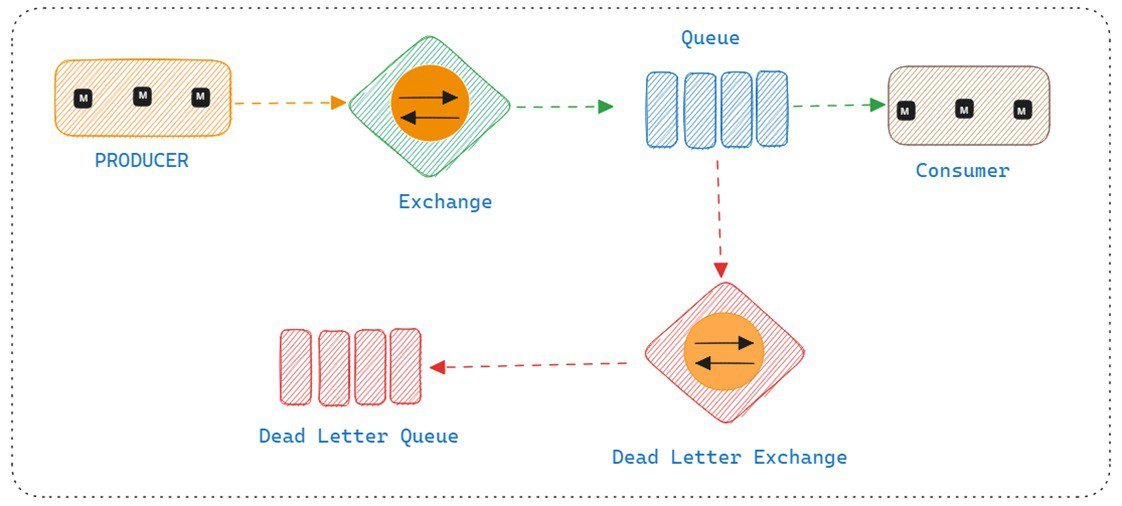 Queue
M M M
M M M
PRODUCER
Consumer
Exchange
Dead Letter Queue
Dead Letter Exchange